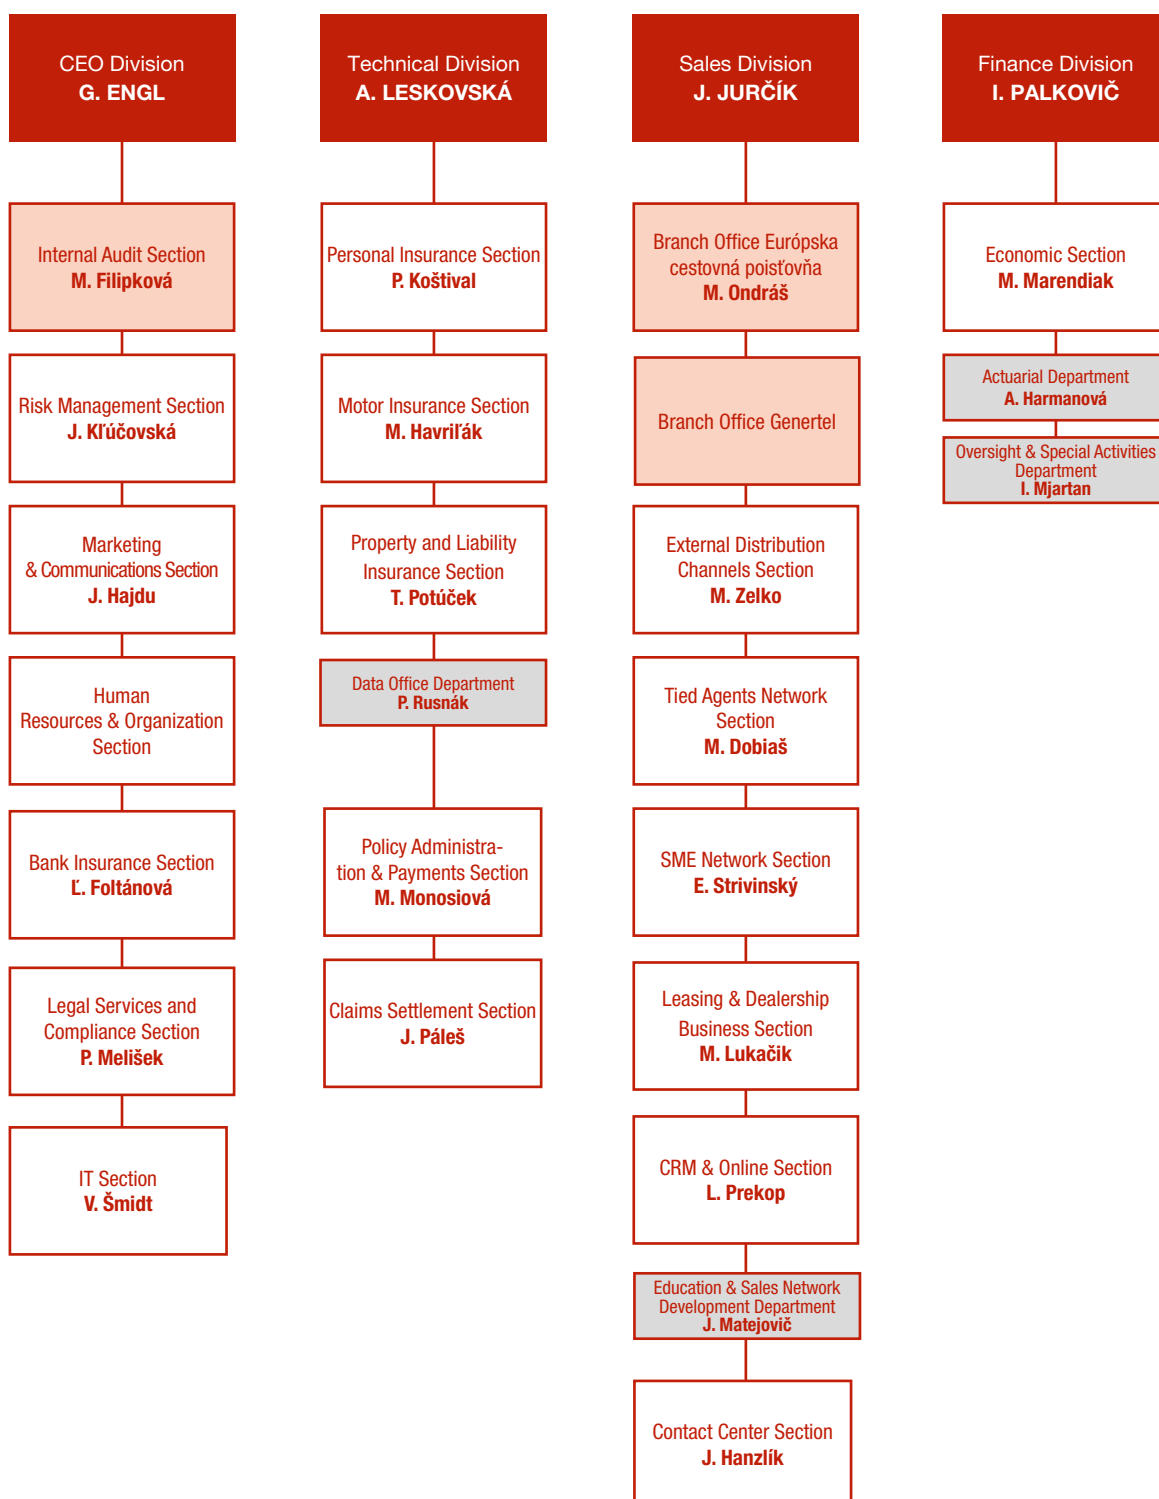 CEO Division
G. ENGL
Internal Audit Section
M. Filipková
Risk Management Section
J. Kľúčovská
Marketing
& Communications Section
J. Hajdu
Human
Resources & Organization
Section
Bank Insurance Section
Ľ. Foltánová
Legal Services and
Compliance Section
P. Melišek
IT Section
V. Šmidt
Technical Division
A. LESKOVSKÁ
Personal Insurance Section
P. Koštival
Motor Insurance Section
M. Havriľák
Property and Liability
Insurance Section
T. Potúček
Data Office Department
P. Rusnák
Policy Administra-
tion & Payments Section
M. Monosiová
Claims Settlement Section
J. Páleš
Sales Division
J. JURČÍK
Branch Office Európska
cestovná poisťovňa
M. Ondráš
Branch Office Genertel
External Distribution
Channels Section
M. Zelko
Tied Agents Network
Section
M. Dobiaš
SME Network Section
E. Strivinský
Leasing & Dealership
Business Section
M. Lukačik
CRM & Online Section
L. Prekop
Education & Sales Network
Development Department
J. Matejovič
Contact Center Section
J. Hanzlík
Finance Division
I. PALKOVIČ
Economic Section
M. Marendiak
Actuarial Department
A. Harmanová
Oversight & Special Activities
Department
I. Mjartan